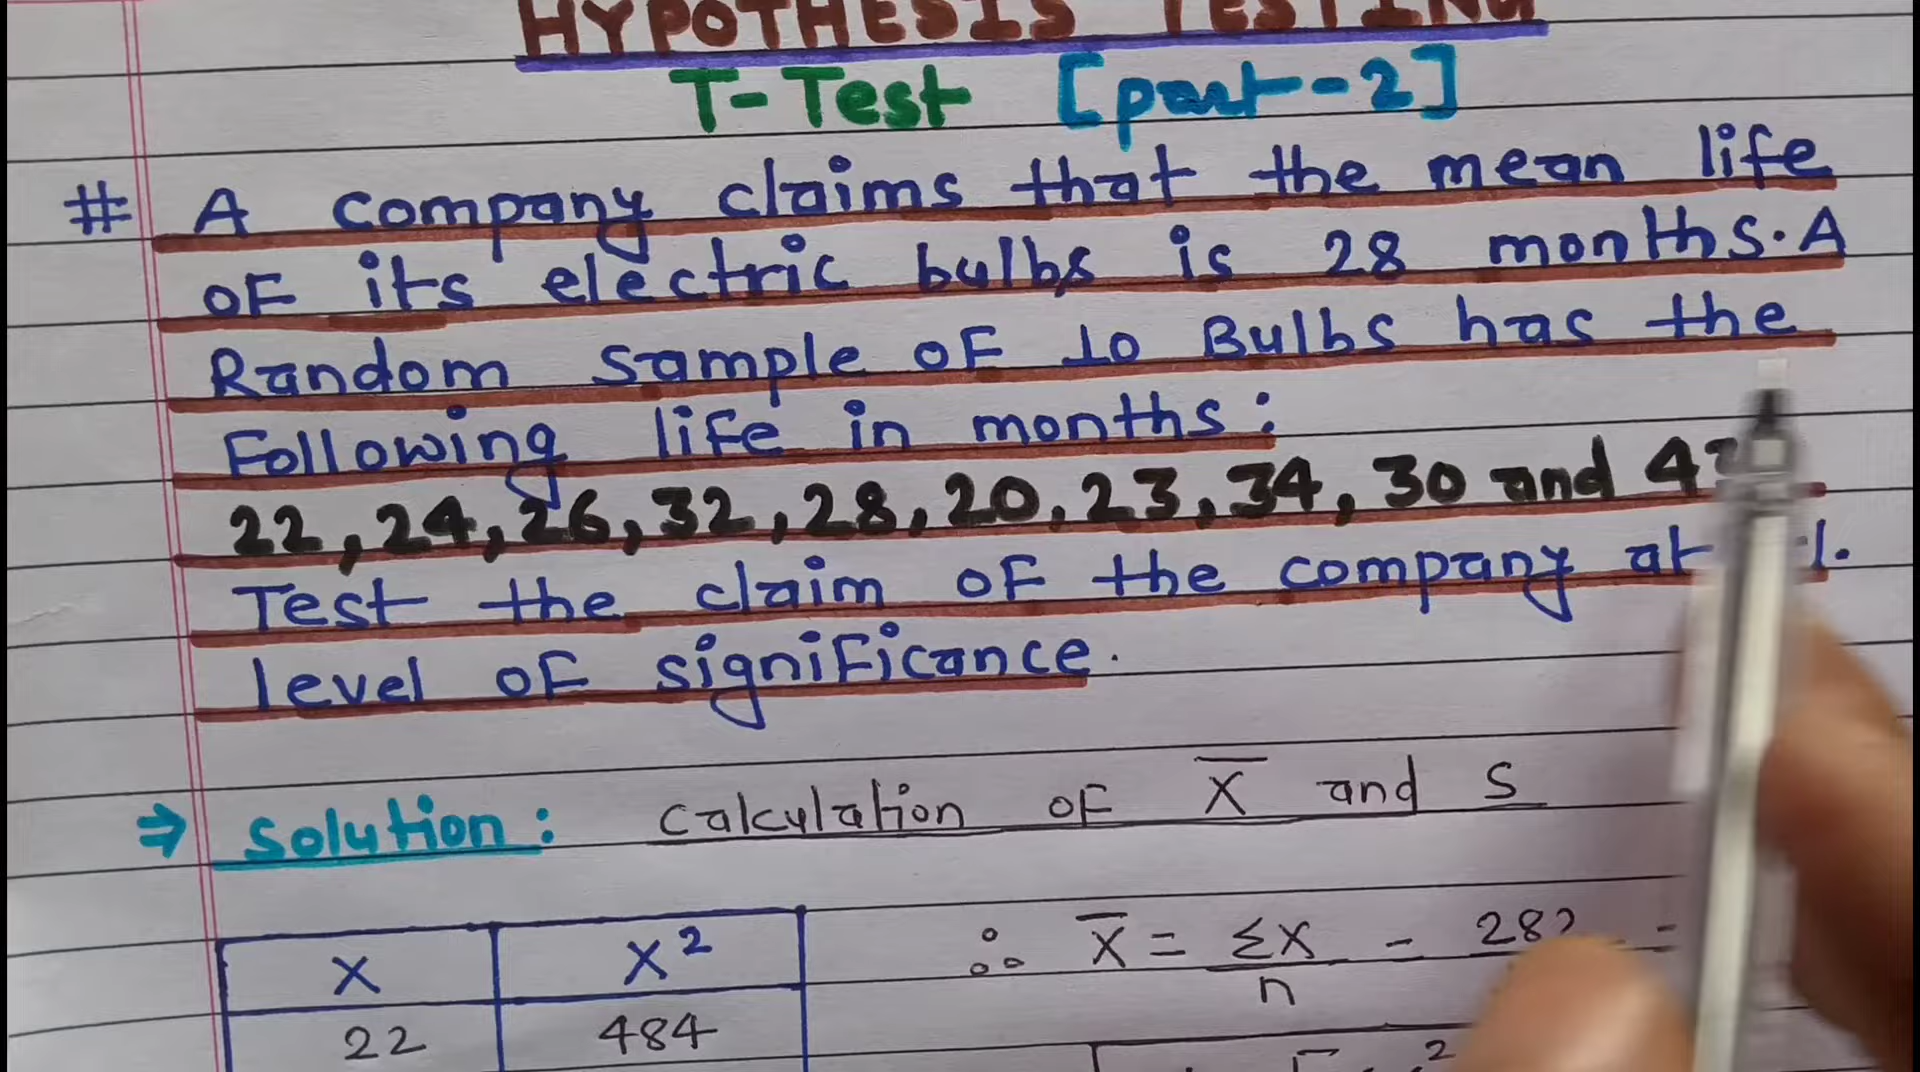 HYPOTHESIS TESTING
T-Test [part-2]
# A company claims that the mean life
of its electric bulbs is 28 months. A
Random sample of 10 Bulbs has the
Following life in months:
22, 24, 26, 32, 28, 20, 23, 34, 30 and
Test the claim of the company at
level of significance.
⇒ Solution: Calculation of X̅ and S
X X²
∴ X̅ = ΣX / n =
22 484